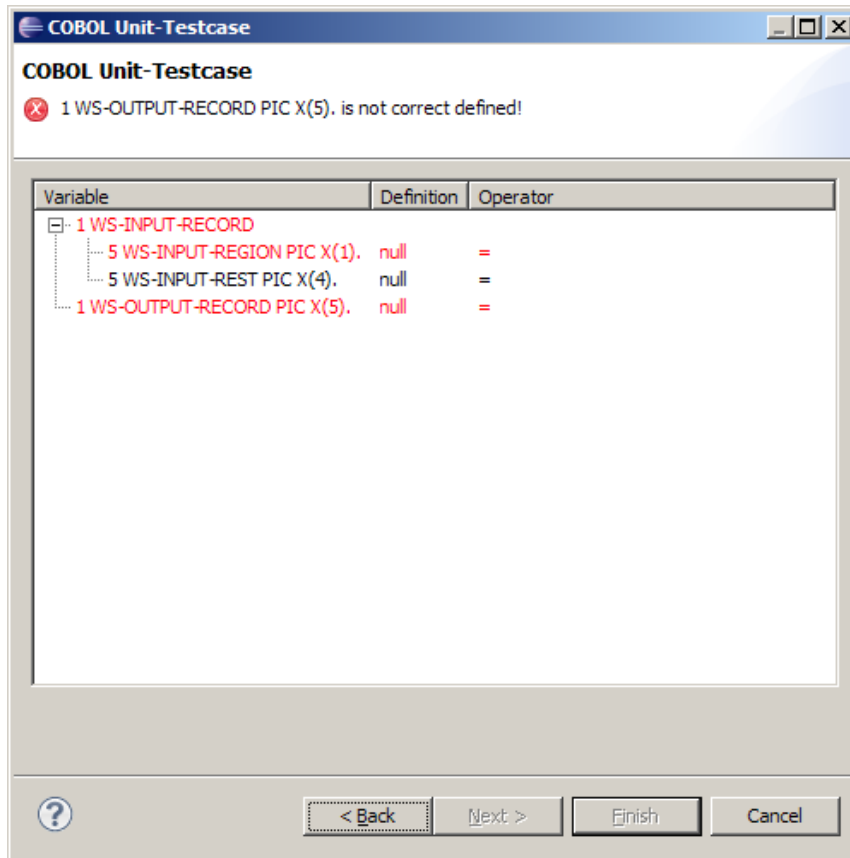 COBOL Unit-Testcase
COBOL Unit-Testcase
1 WS-OUTPUT-RECORD PIC X(5). is not correct defined!
Variable Definition Operator
1 WS-INPUT-RECORD
5 WS-INPUT-REGION PIC X(1). null =
5 WS-INPUT-REST PIC X(4). null =
1 WS-OUTPUT-RECORD PIC X(5). null =
? < Back Next > Finish Cancel